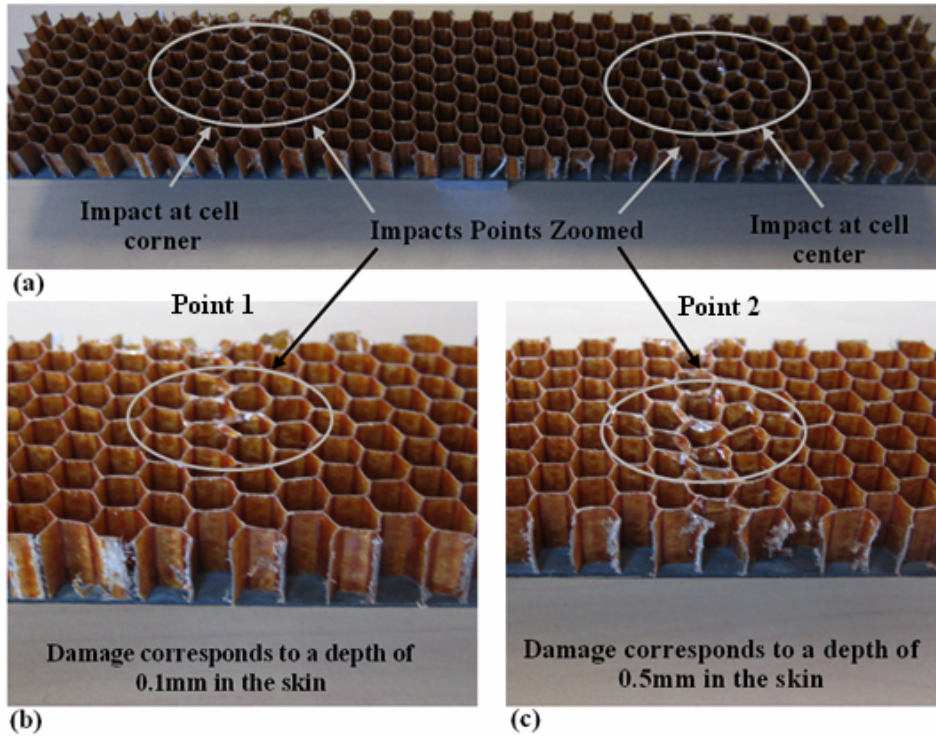 Impact at cell
corner
Impacts Points Zoomed
Impact at cell
center
(a)
Point 1
Point 2
Damage corresponds to a depth of
0.1mm in the skin
Damage corresponds to a depth of
0.5mm in the skin
(b)
(c)